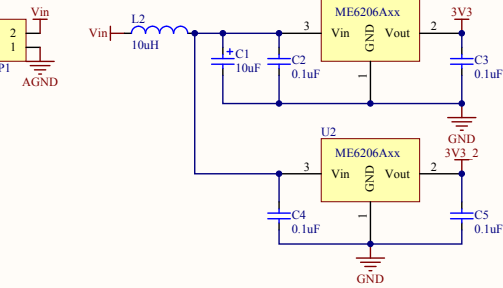 Vin
2
1
P1
AGND
Vin
L2
10uH
C1
10uF
C2
0.1uF
ME6206Axx
3
Vin
GND
Vout
2
1
3V3
C3
0.1uF
GND
U2
ME6206Axx
3
Vin
GND
Vout
2
1
3V3_2
C4
0.1uF
C5
0.1uF
GND